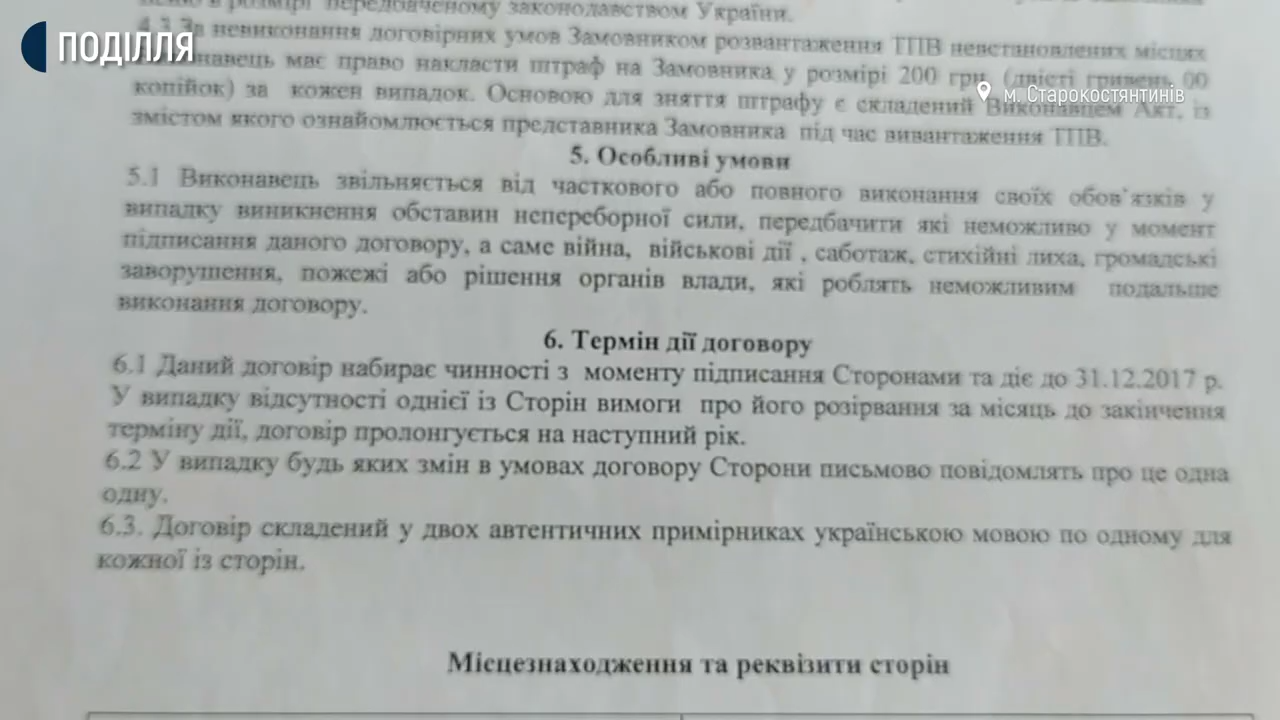 ПОДІЛЛЯ
м. Старокостянтинів
розмірі передбаченому законодавством України.
4.3 За невиконання договірних умов Замовником розвантаження ТПВ невстановлених місцях
має право накласти штраф на Замовника у розмірі 200 грн. (двісті гривень 00
копійок) за кожен випадок. Основою для зняття штрафу є складений Виконавцем Акт, із
змістом якого ознайомлюється представника Замовника під час вивантаження ТПВ.
5. Особливі умови
5.1 Виконавець звільняється від часткового або повного виконання своїх обов`язків у
випадку виникнення обставин непереборної сили, передбачити які неможливо у момент
підписання даного договору, а саме війна, військові дії , саботаж, стихійні лиха, громадські
заворушення, пожежі або рішення органів влади, які роблять неможливим подальше
виконання договору.
6. Термін дії договору
6.1 Даний договір набирає чинності з моменту підписання Сторонами та діє до 31.12.2017 р.
У випадку відсутності однієї із Сторін вимоги про його розірвання за місяць до закінчення
терміну дії, договір пролонгується на наступний рік.
6.2 У випадку будь яких змін в умовах договору Сторони письмово повідомлять про це одна
одну.
6.3. Договір складений у двох автентичних примірниках українською мовою по одному для
кожної із сторін.
Місцезнаходження та реквізити сторін